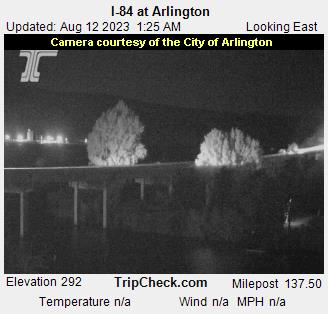 I-84 at Arlington
Updated: Aug 12 2023 1:25 AM Looking East
Camera courtesy of the City of Arlington
Elevation 292 TripCheck.com Milepost 137.50
Temperature n/a Wind n/a MPH n/a